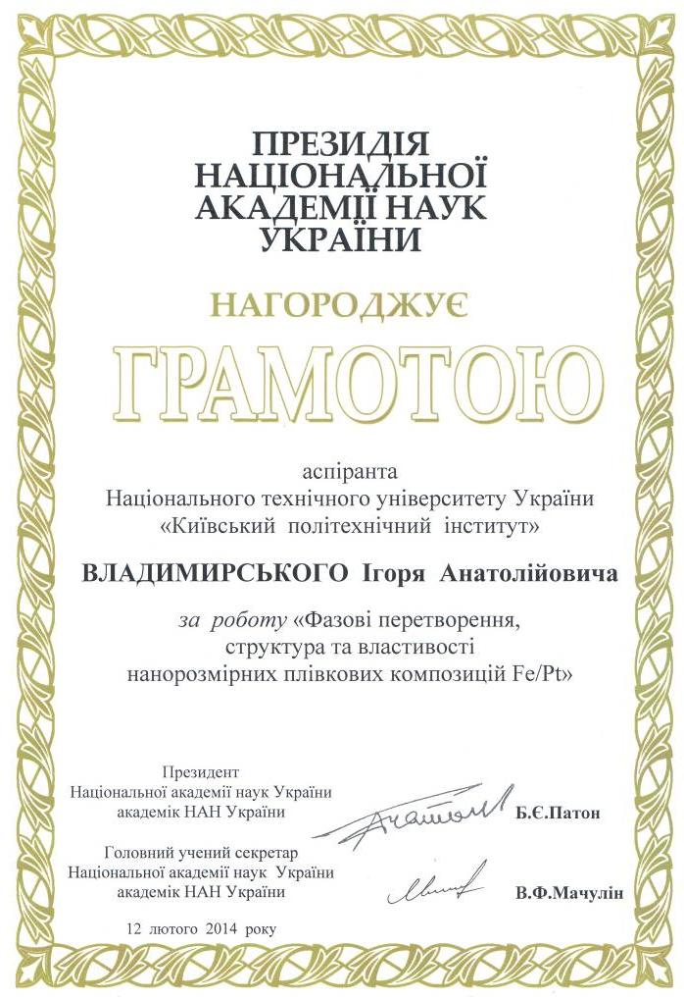 ПРЕЗИДІЯ
НАЦІОНАЛЬНОЇ
АКАДЕМІЇ НАУК
УКРАЇНИ
НАГОРОДЖУЄ
ГРАМОТОЮ
аспіранта
Національного технічного університету України
«Київський політехнічний інститут»
ВЛАДИМИРСЬКОГО Ігоря Анатолійовича
за роботу «Фазові перетворення,
структура та властивості
нанорозмірних плівкових композицій Fe/Pt»
Президент
Національної академії наук України
академік НАН України
Б.Є.Патон
Головний учений секретар
Національної академії наук України
академік НАН України
В.Ф.Мачулін
12 лютого 2014 року